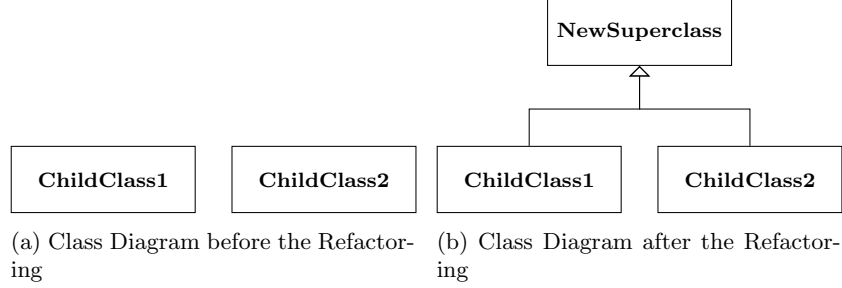 NewSuperclass
ChildClass1
ChildClass2
ChildClass1
ChildClass2
(a) Class Diagram before the Refactor-
ing
(b) Class Diagram after the Refactor-
ing